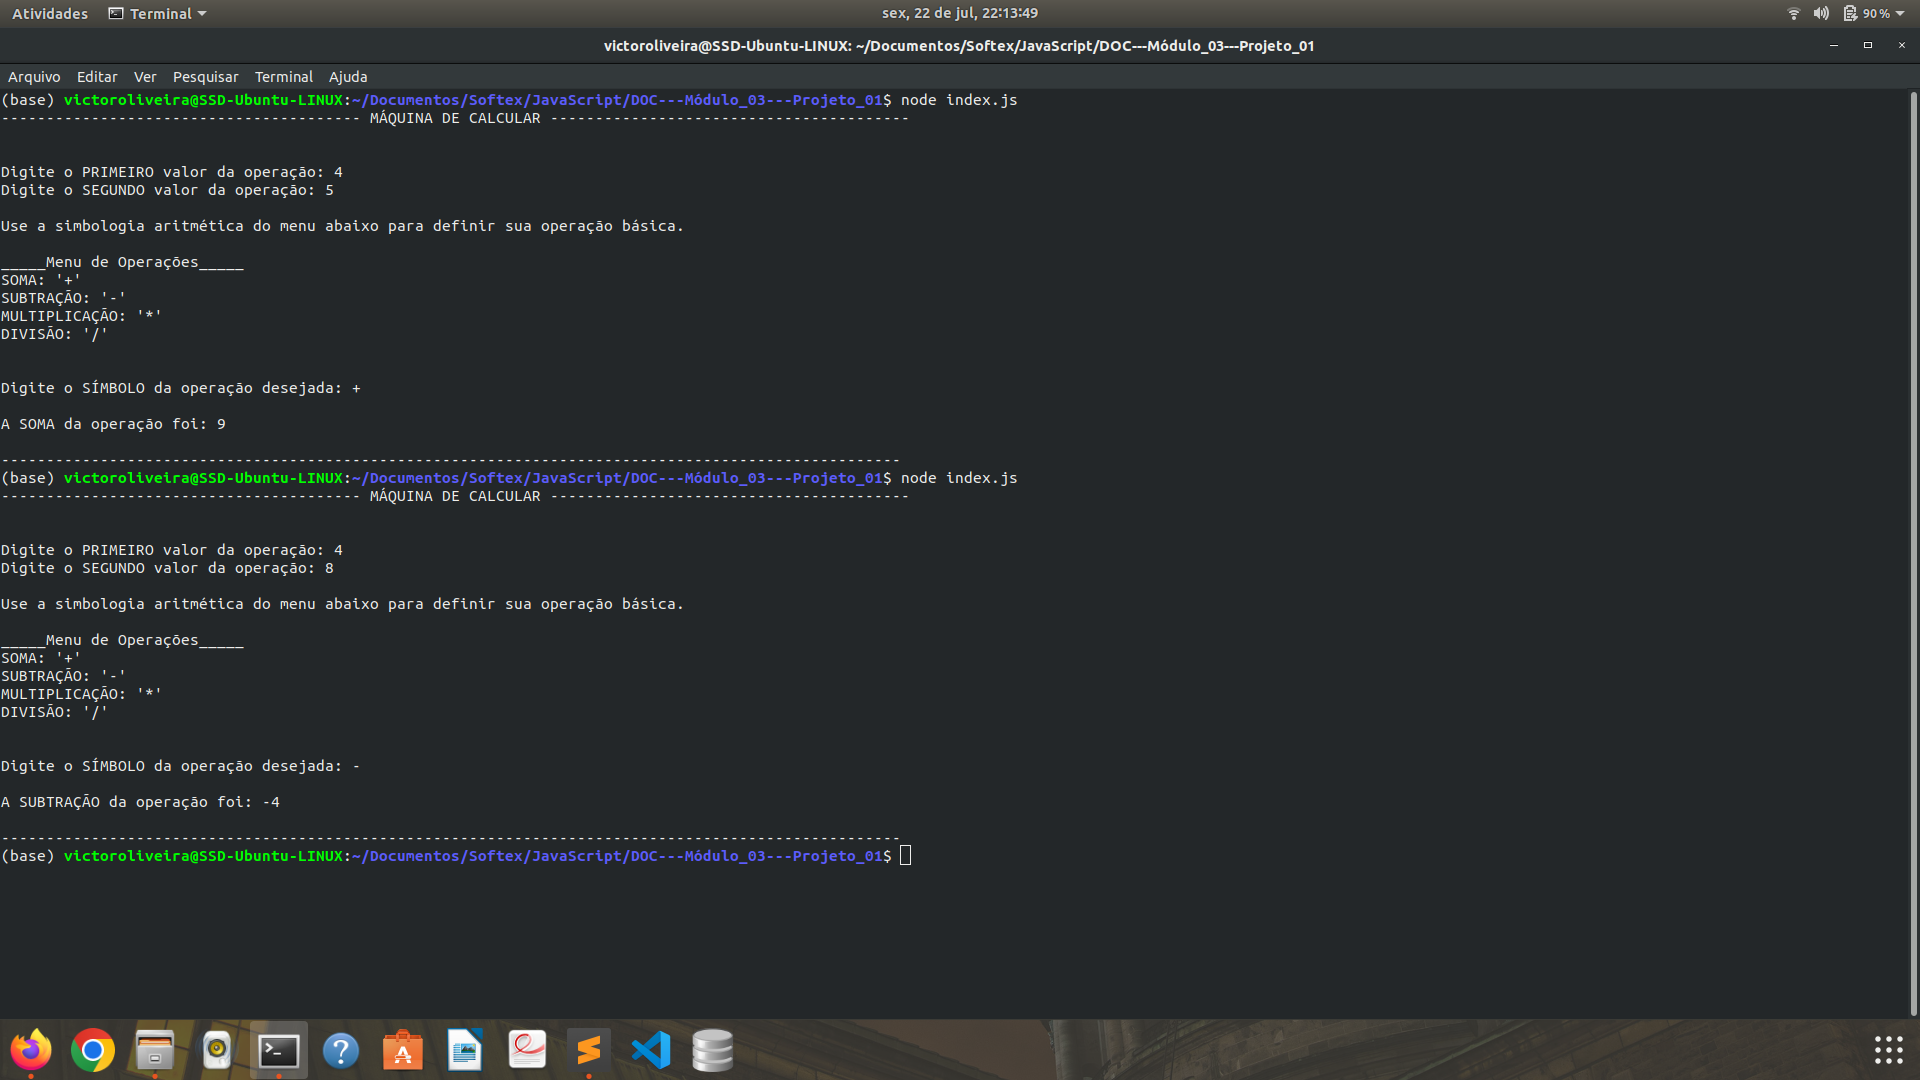 Atividades Terminal sex, 22 de jul, 22:13:49 90 %
victoroliveira@SSD-Ubuntu-LINUX: ~/Documentos/Softex/JavaScript/DOC---Módulo_03---Projeto_01
Arquivo Editar Ver Pesquisar Terminal Ajuda
(base) victoroliveira@SSD-Ubuntu-LINUX:~/Documentos/Softex/JavaScript/DOC---Módulo_03---Projeto_01$ node index.js
---------------------------------------- MÁQUINA DE CALCULAR ----------------------------------------
Digite o PRIMEIRO valor da operação: 4
Digite o SEGUNDO valor da operação: 5
Use a simbologia aritmética do menu abaixo para definir sua operação básica.
_____Menu de Operações_____
SOMA: '+'
SUBTRAÇÃO: '-'
MULTIPLICAÇÃO: '*'
DIVISÃO: '/'
Digite o SÍMBOLO da operação desejada: +
A SOMA da operação foi: 9
----------------------------------------------------------------------------------------------------
(base) victoroliveira@SSD-Ubuntu-LINUX:~/Documentos/Softex/JavaScript/DOC---Módulo_03---Projeto_01$ node index.js
---------------------------------------- MÁQUINA DE CALCULAR ----------------------------------------
Digite o PRIMEIRO valor da operação: 4
Digite o SEGUNDO valor da operação: 8
Use a simbologia aritmética do menu abaixo para definir sua operação básica.
_____Menu de Operações_____
SOMA: '+'
SUBTRAÇÃO: '-'
MULTIPLICAÇÃO: '*'
DIVISÃO: '/'
Digite o SÍMBOLO da operação desejada: -
A SUBTRAÇÃO da operação foi: -4
----------------------------------------------------------------------------------------------------
(base) victoroliveira@SSD-Ubuntu-LINUX:~/Documentos/Softex/JavaScript/DOC---Módulo_03---Projeto_01$